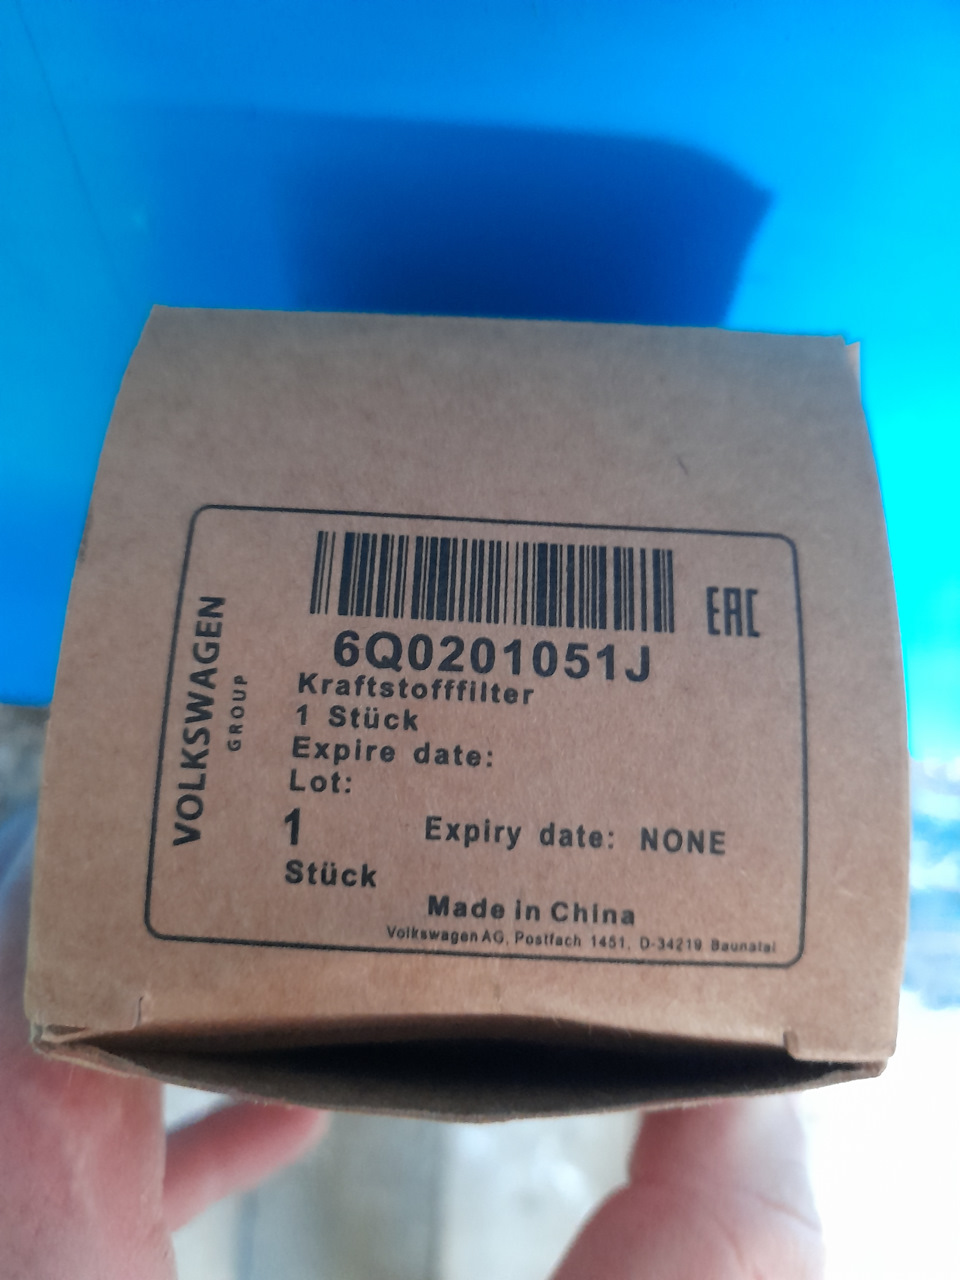 VOLKSWAGEN
GROUP
EAC
6Q0201051J
Kraftstofffilter
1 Stück
Expire date:
Lot:
1 Expiry date: NONE
Stück
Made in China
Volkswagen AG, Postfach 1451, D-34219 Baunatal